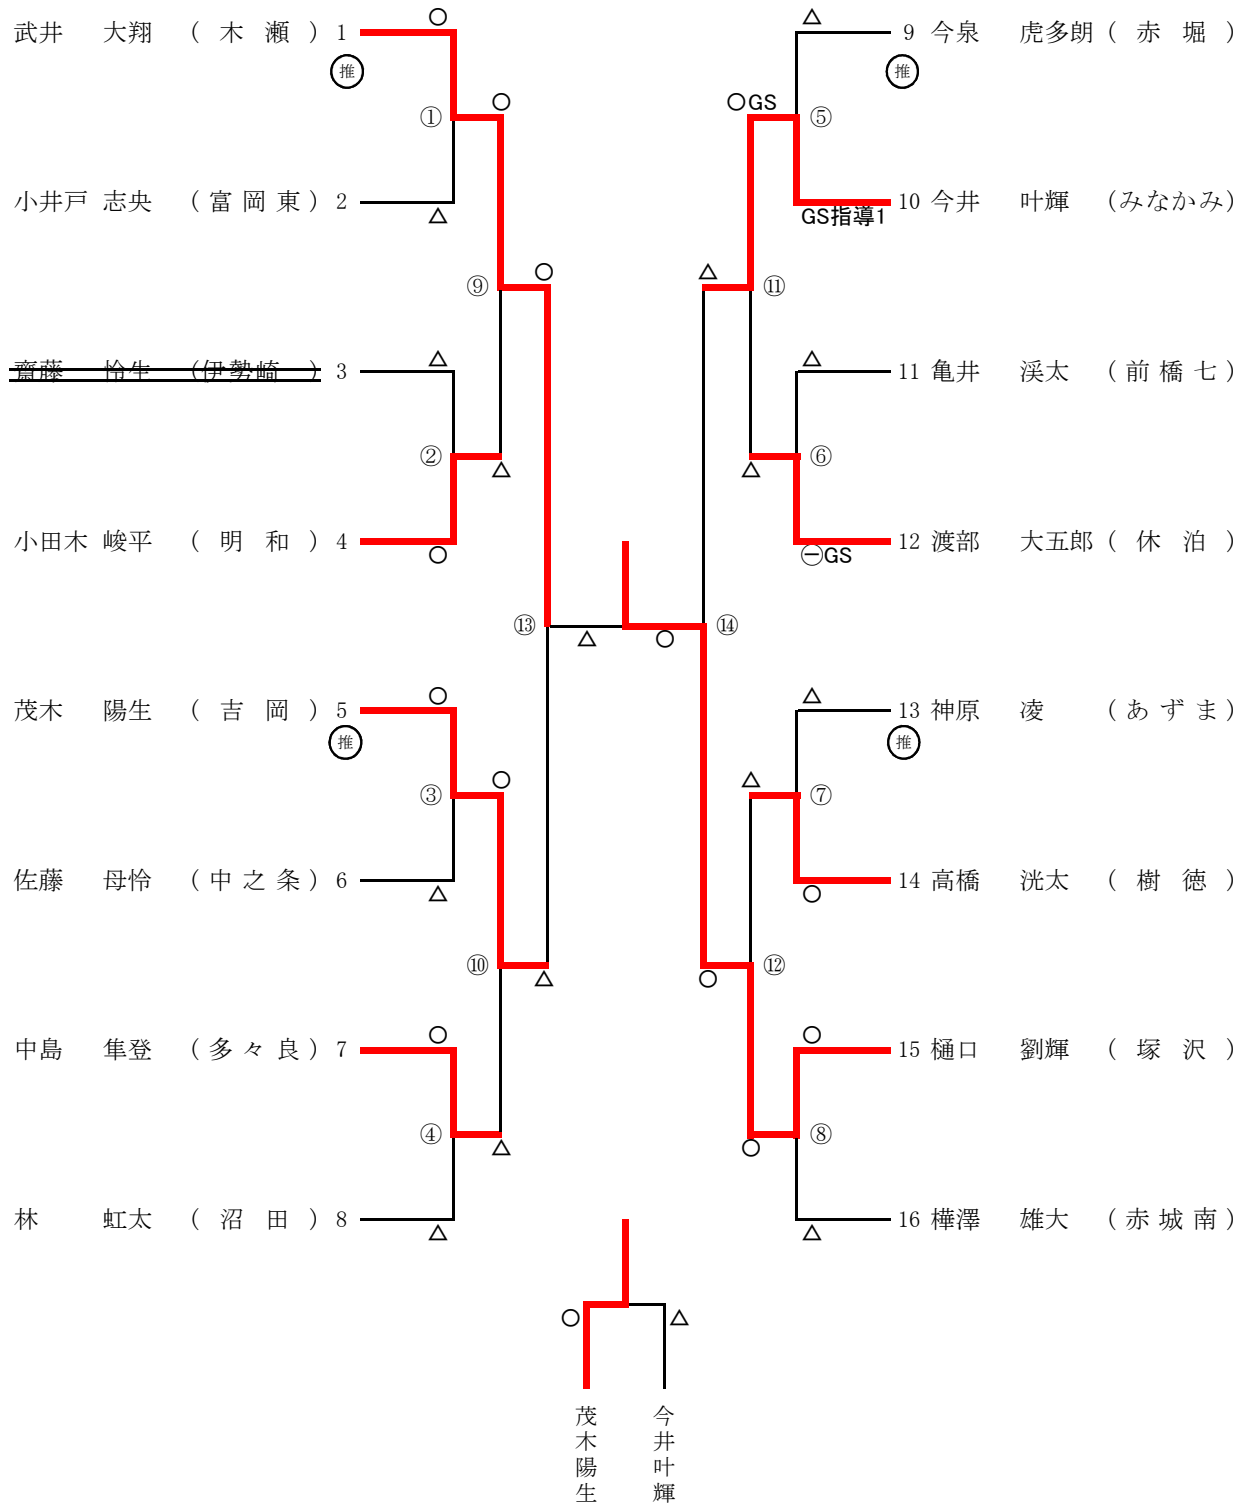 武井 大翔 (木瀬) 1
推
①
小井戸 志央 (富岡東) 2
⑨
齋藤 怜生 (伊勢崎) 3
②
小田木 峻平 (明和) 4
⑬
茂木 陽生 (吉岡) 5
推
③
佐藤 母怜 (中之条) 6
⑩
中島 隼登 (多々良) 7
④
林 虹太 (沼田) 8
9 今泉 虎多朗 (赤堀)
推
○GS
⑤
10 今井 叶輝 (みなかみ)
GS指導1
⑪
11 亀井 渓太 (前橋七)
⑥
12 渡部 大五郎 (休泊)
㊀GS
⑭
13 神原 凌 (あずま)
推
⑦
14 高橋 洸太 (樹徳)
⑫
15 樋口 劉輝 (塚沢)
⑧
16 樺澤 雄大 (赤城南)
茂木陽生
今井叶輝